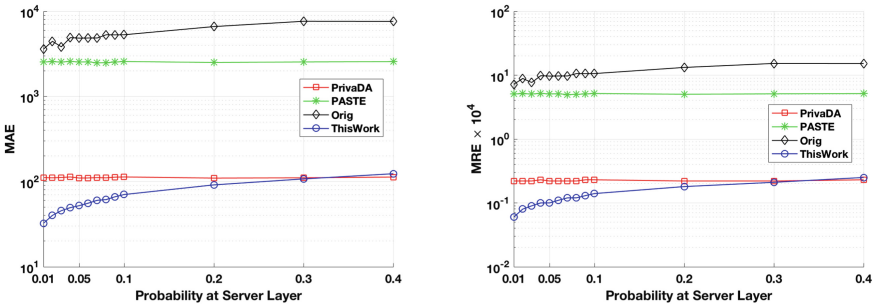 10^4
10^3
10^2
10^1
MAE
PrivaDA
PASTE
Orig
ThisWork
0.01 0.05 0.1 0.2 0.3 0.4
Probability at Server Layer
10^2
10^1
10^0
10^-1
10^-2
MRE × 10^4
PrivaDA
PASTE
Orig
ThisWork
0.01 0.05 0.1 0.2 0.3 0.4
Probability at Server Layer